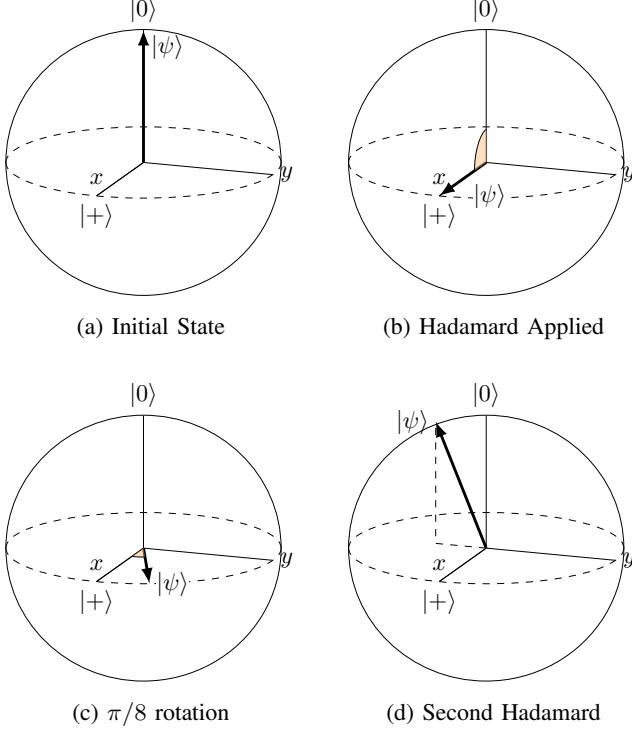 |0⟩
|ψ⟩
x
y
|+⟩
(a) Initial State
|0⟩
x
y
|ψ⟩
|+⟩
(b) Hadamard Applied
|0⟩
x
y
|ψ⟩
|+⟩
(c) π/8 rotation
|0⟩
|ψ⟩
x
y
|+⟩
(d) Second Hadamard